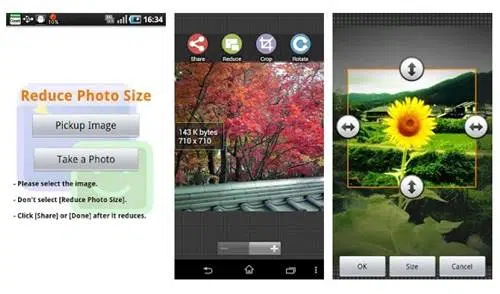 10%
16:34
Reduce Photo Size
Pickup Image
Take a Photo
- Please select the image.
- Don't select [Reduce Photo Size].
- Click [Share] or [Done] after it reduces.
Share
Reduce
Crop
Rotate
143 K bytes
710 x 710
OK
Size
Cancel